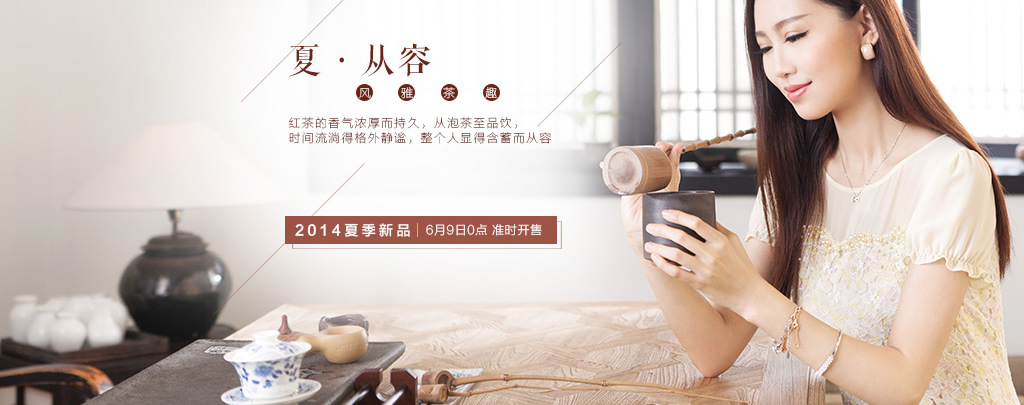 夏·从容
风雅茶趣
红茶的香气浓厚而持久，从泡茶至品饮，
时间流淌得格外静谧，整个人显得含蓄而从容
2014夏季新品 | 6月9日0点 准时开售